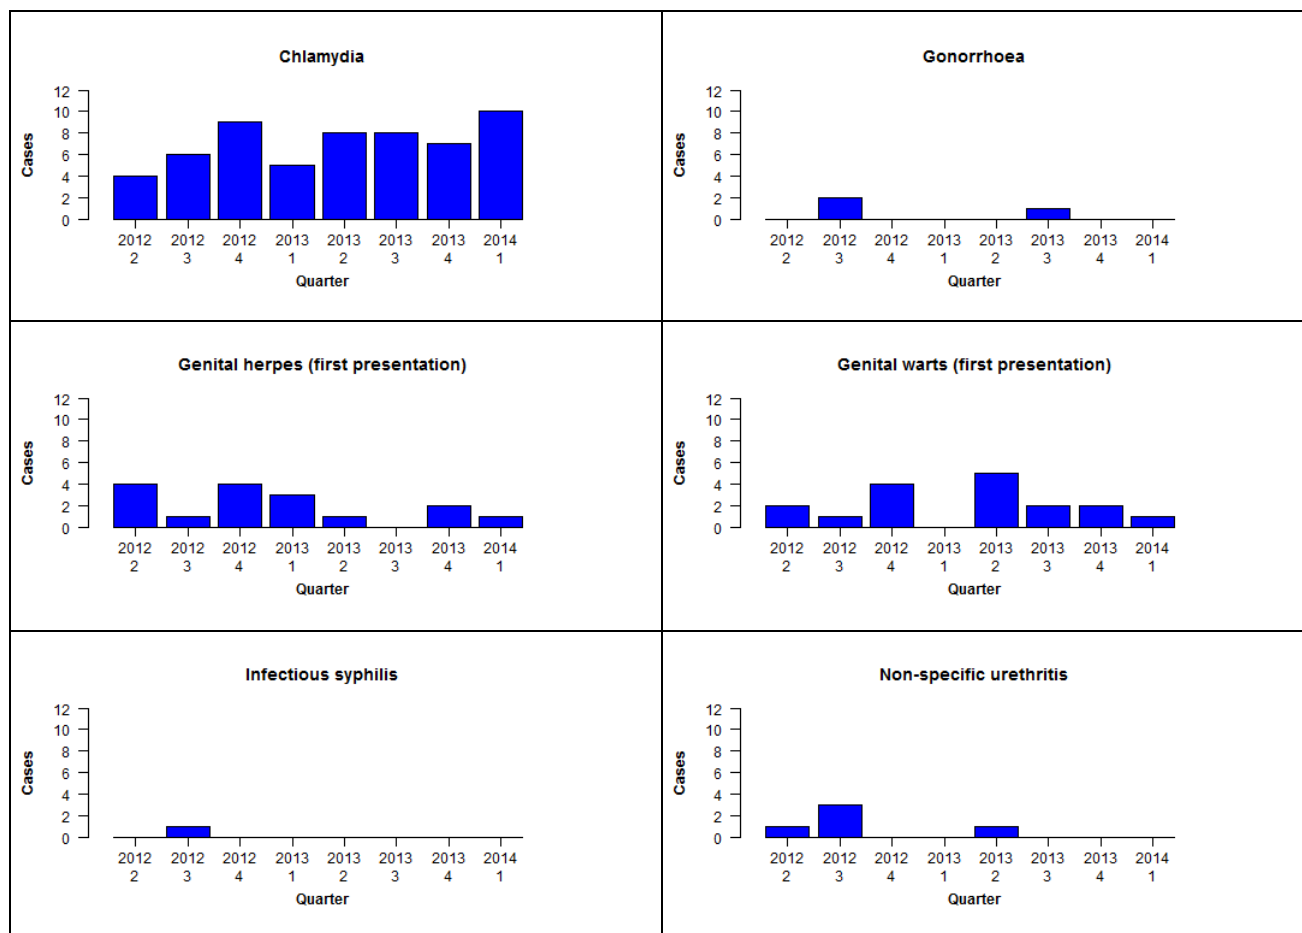 Chlamydia
Cases
12
10
8
6
4
2
0
2012 2012 2012 2013 2013 2013 2013 2014
2 3 4 1 2 3 4 1
Quarter
Gonorrhoea
Cases
12
10
8
6
4
2
0
2012 2012 2012 2013 2013 2013 2013 2014
2 3 4 1 2 3 4 1
Quarter
Genital herpes (first presentation)
Cases
12
10
8
6
4
2
0
2012 2012 2012 2013 2013 2013 2013 2014
2 3 4 1 2 3 4 1
Quarter
Genital warts (first presentation)
Cases
12
10
8
6
4
2
0
2012 2012 2012 2013 2013 2013 2013 2014
2 3 4 1 2 3 4 1
Quarter
Infectious syphilis
Cases
12
10
8
6
4
2
0
2012 2012 2012 2013 2013 2013 2013 2014
2 3 4 1 2 3 4 1
Quarter
Non-specific urethritis
Cases
12
10
8
6
4
2
0
2012 2012 2012 2013 2013 2013 2013 2014
2 3 4 1 2 3 4 1
Quarter